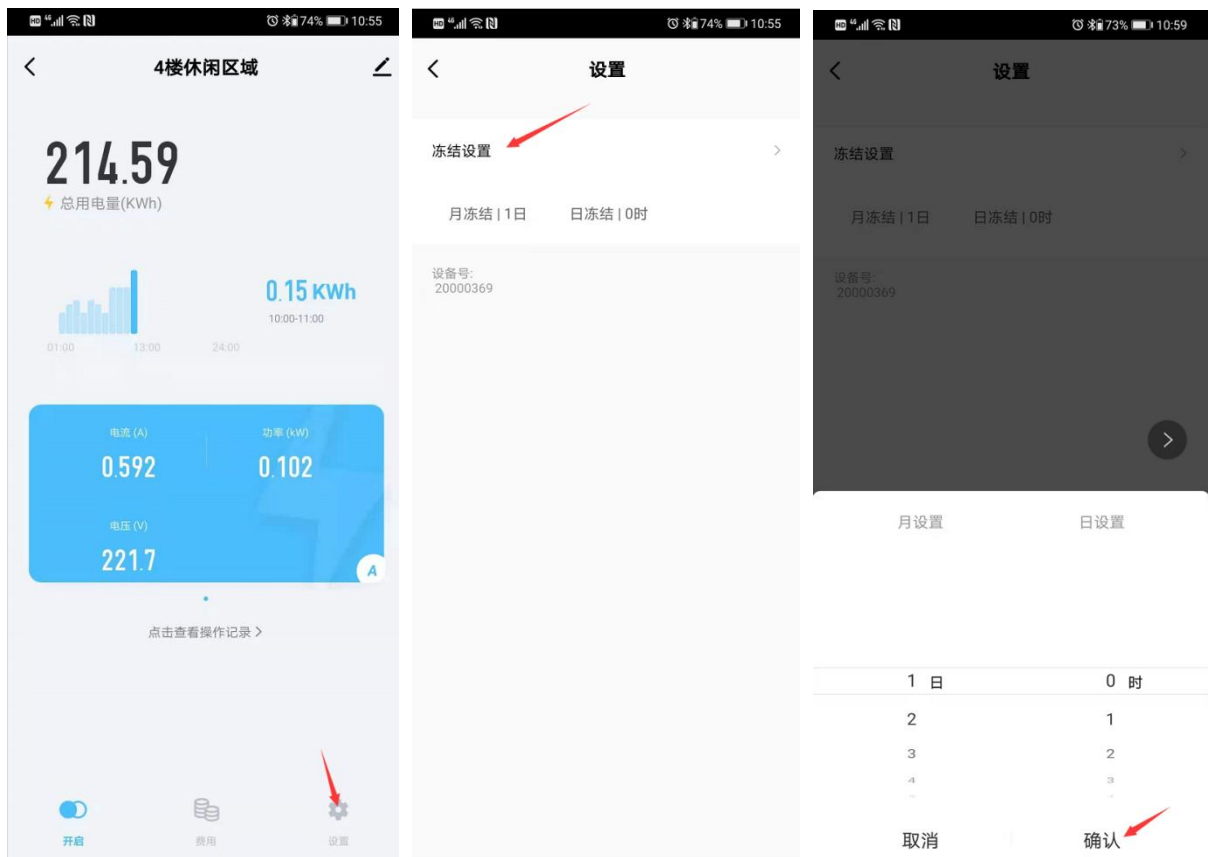 HD 46 74% 10:55
4楼休闲区域
214.59
总用电量(KWh)
0.15 KWh
10:00-11:00
01:00 13:00 24:00
电流 (A) 功率 (kW)
0.592 0.102
电压 (V)
221.7
A
点击查看操作记录
开启 费用 设置
HD 46 74% 10:55
设置
冻结设置
月冻结 | 1日 日冻结 | 0时
设备号:
20000369
HD 46 73% 10:59
设置
冻结设置
月冻结 | 1日 日冻结 | 0时
设备号:
20000369
月设置 日设置
1 日 0 时
2 1
3 2
4 3
取消 确认